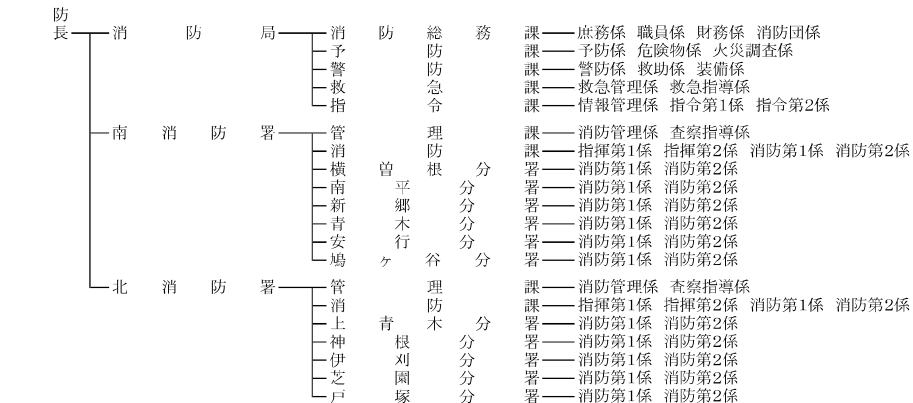 防
長 消防局 消防総務課 庶務係 職員係 財務係 消防団係
予防課 予防係 危険物係 火災調査係
警防課 警防係 救助係 装備係
救急課 救急管理係 救急指導係
指令課 情報管理係 指令第1係 指令第2係
南消防署 管理課 消防管理係 査察指導係
消防課 指揮第1係 指揮第2係 消防第1係 消防第2係
横曽根分署 消防第1係 消防第2係
南平分署 消防第1係 消防第2係
新郷分署 消防第1係 消防第2係
青木分署 消防第1係 消防第2係
安行分署 消防第1係 消防第2係
鳩ヶ谷分署 消防第1係 消防第2係
北消防署 管理課 消防管理係 査察指導係
消防課 指揮第1係 指揮第2係 消防第1係 消防第2係
上青木分署 消防第1係 消防第2係
神根分署 消防第1係 消防第2係
伊刈分署 消防第1係 消防第2係
芝園分署 消防第1係 消防第2係
戸塚分署 消防第1係 消防第2係